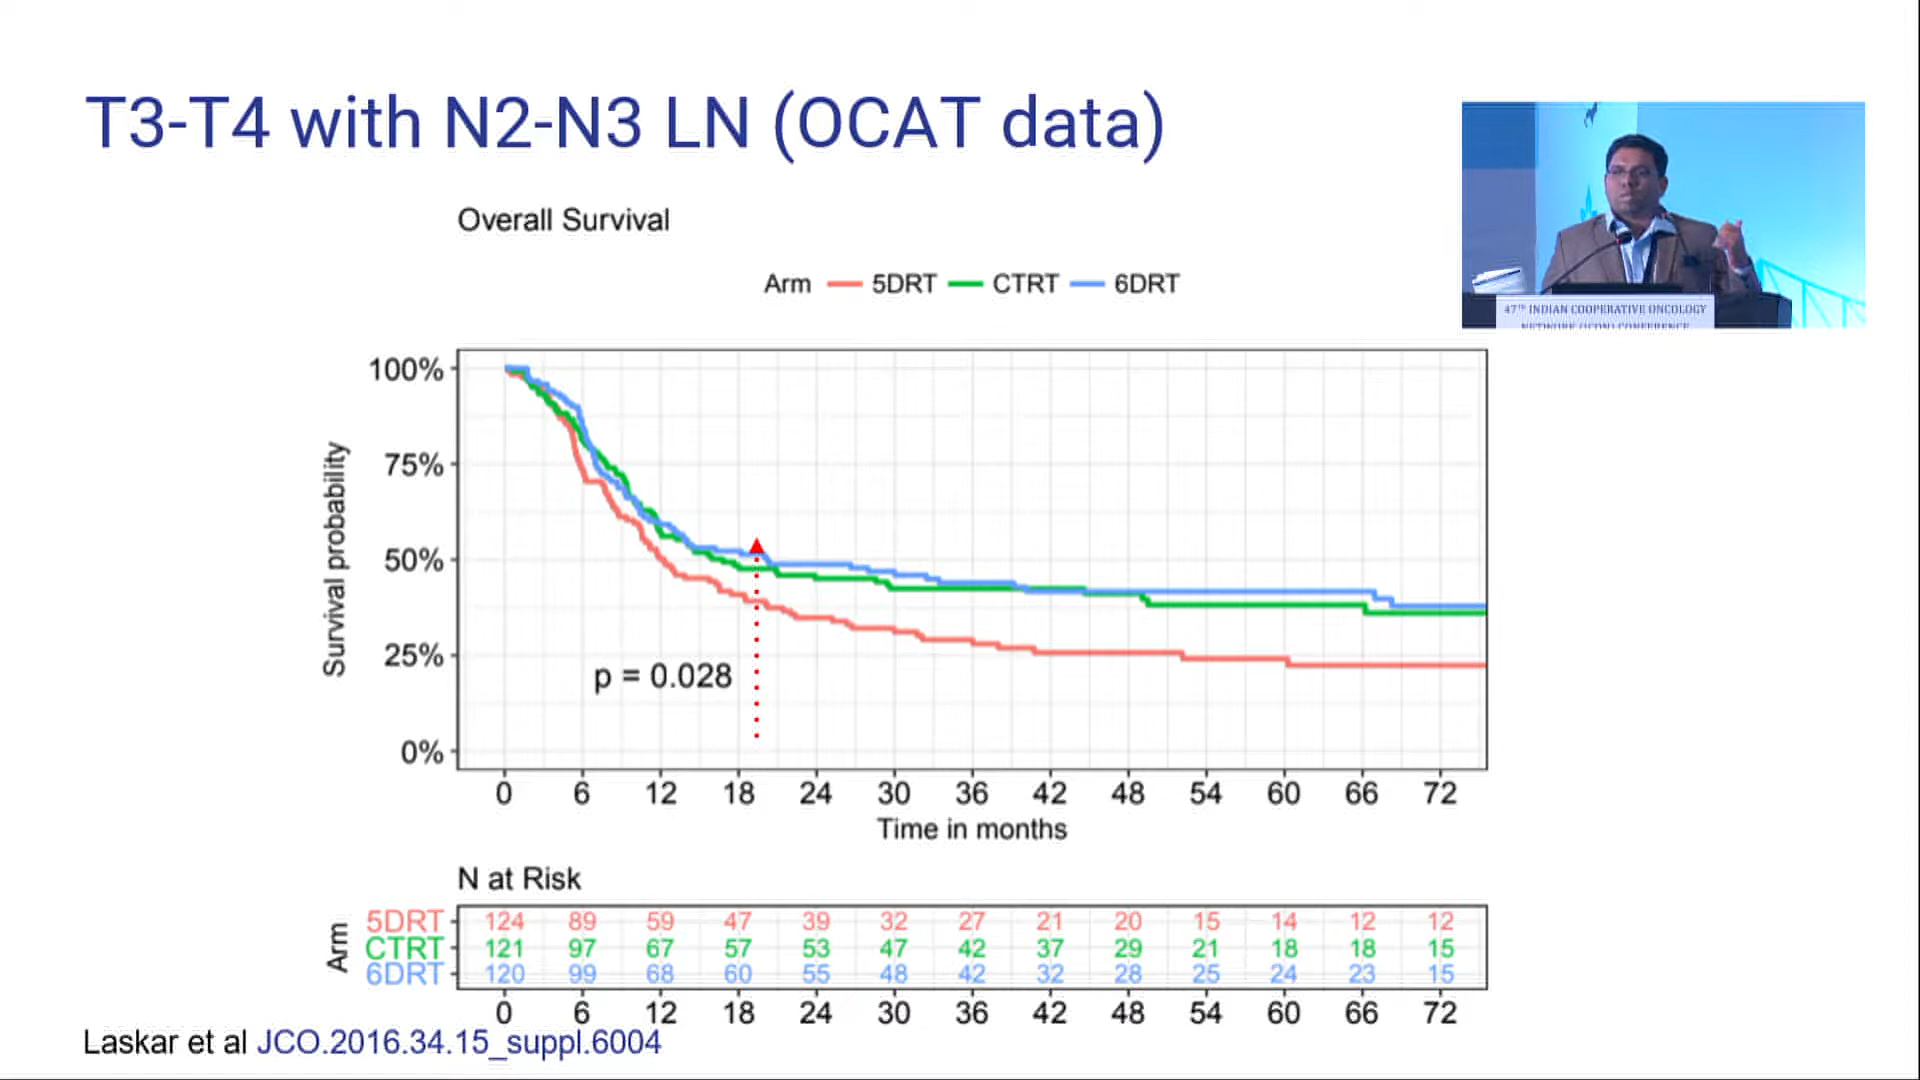 T3-T4 with N2-N3 LN (OCAT data)
Overall Survival
Arm 5DRT CTRT 6DRT
47TH INDIAN COOPERATIVE ONCOLOGY
NETWORK (ICON) CONFERENCE
Survival probability
100%
75%
50%
25%
0%
p = 0.028
0 6 12 18 24 30 36 42 48 54 60 66 72
Time in months
N at Risk
Arm
5DRT 124 89 59 47 39 32 27 21 20 15 14 12 12
CTRT 121 97 67 57 53 47 42 37 29 21 18 18 15
6DRT 120 99 68 60 55 48 42 32 28 25 24 23 15
0 6 12 18 24 30 36 42 48 54 60 66 72
Laskar et al JCO.2016.34.15_suppl.6004